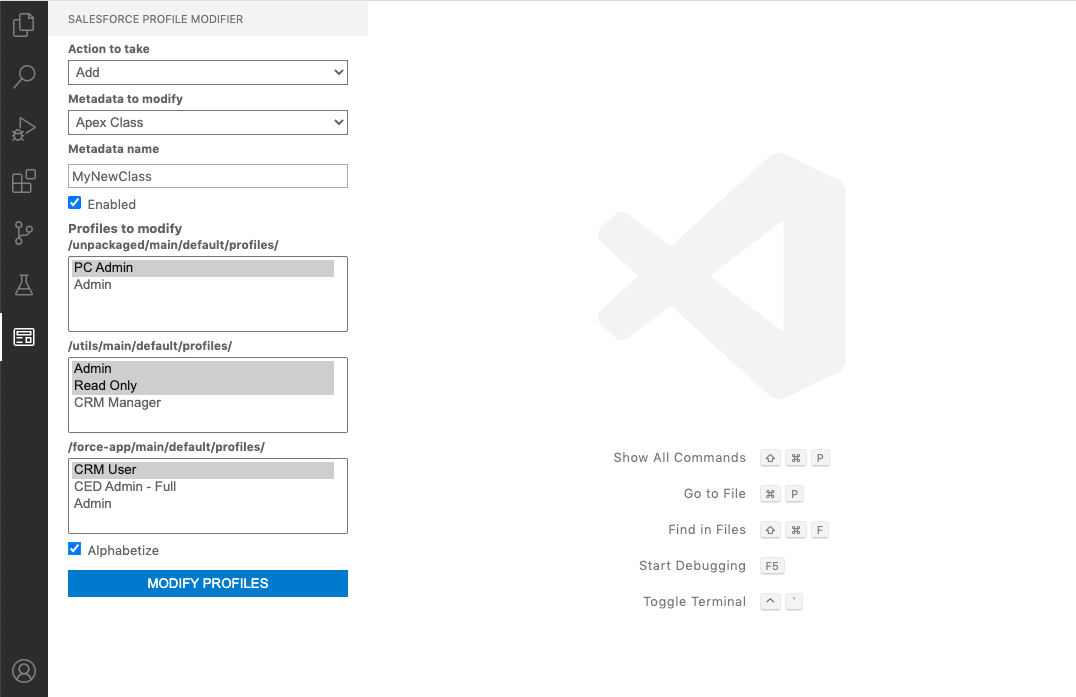 SALESFORCE PROFILE MODIFIER
Action to take
Add
Metadata to modify
Apex Class
Metadata name
MyNewClass
Enabled
Profiles to modify
/unpackaged/main/default/profiles/
PC Admin
Admin
/utils/main/default/profiles/
Admin
Read Only
CRM Manager
/force-app/main/default/profiles/
CRM User
CED Admin - Full
Admin
Alphabetize
MODIFY PROFILES
Show All Commands ⇧ ⌘ P
Go to File ⌘ P
Find in Files ⇧ ⌘ F
Start Debugging F5
Toggle Terminal ^ `